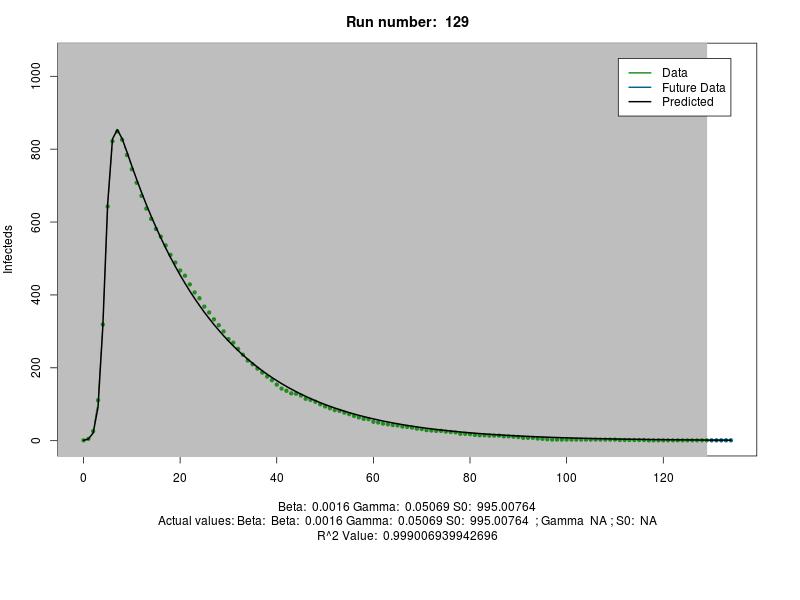 Run number: 129
Data
Future Data
Predicted
1000
800
600
400
200
0
Infecteds
0 20 40 60 80 100 120
Beta: 0.0016 Gamma: 0.05069 S0: 995.00764
Actual values: Beta: Beta: 0.0016 Gamma: 0.05069 S0: 995.00764 ; Gamma NA ; S0: NA
R^2 Value: 0.999006939942696